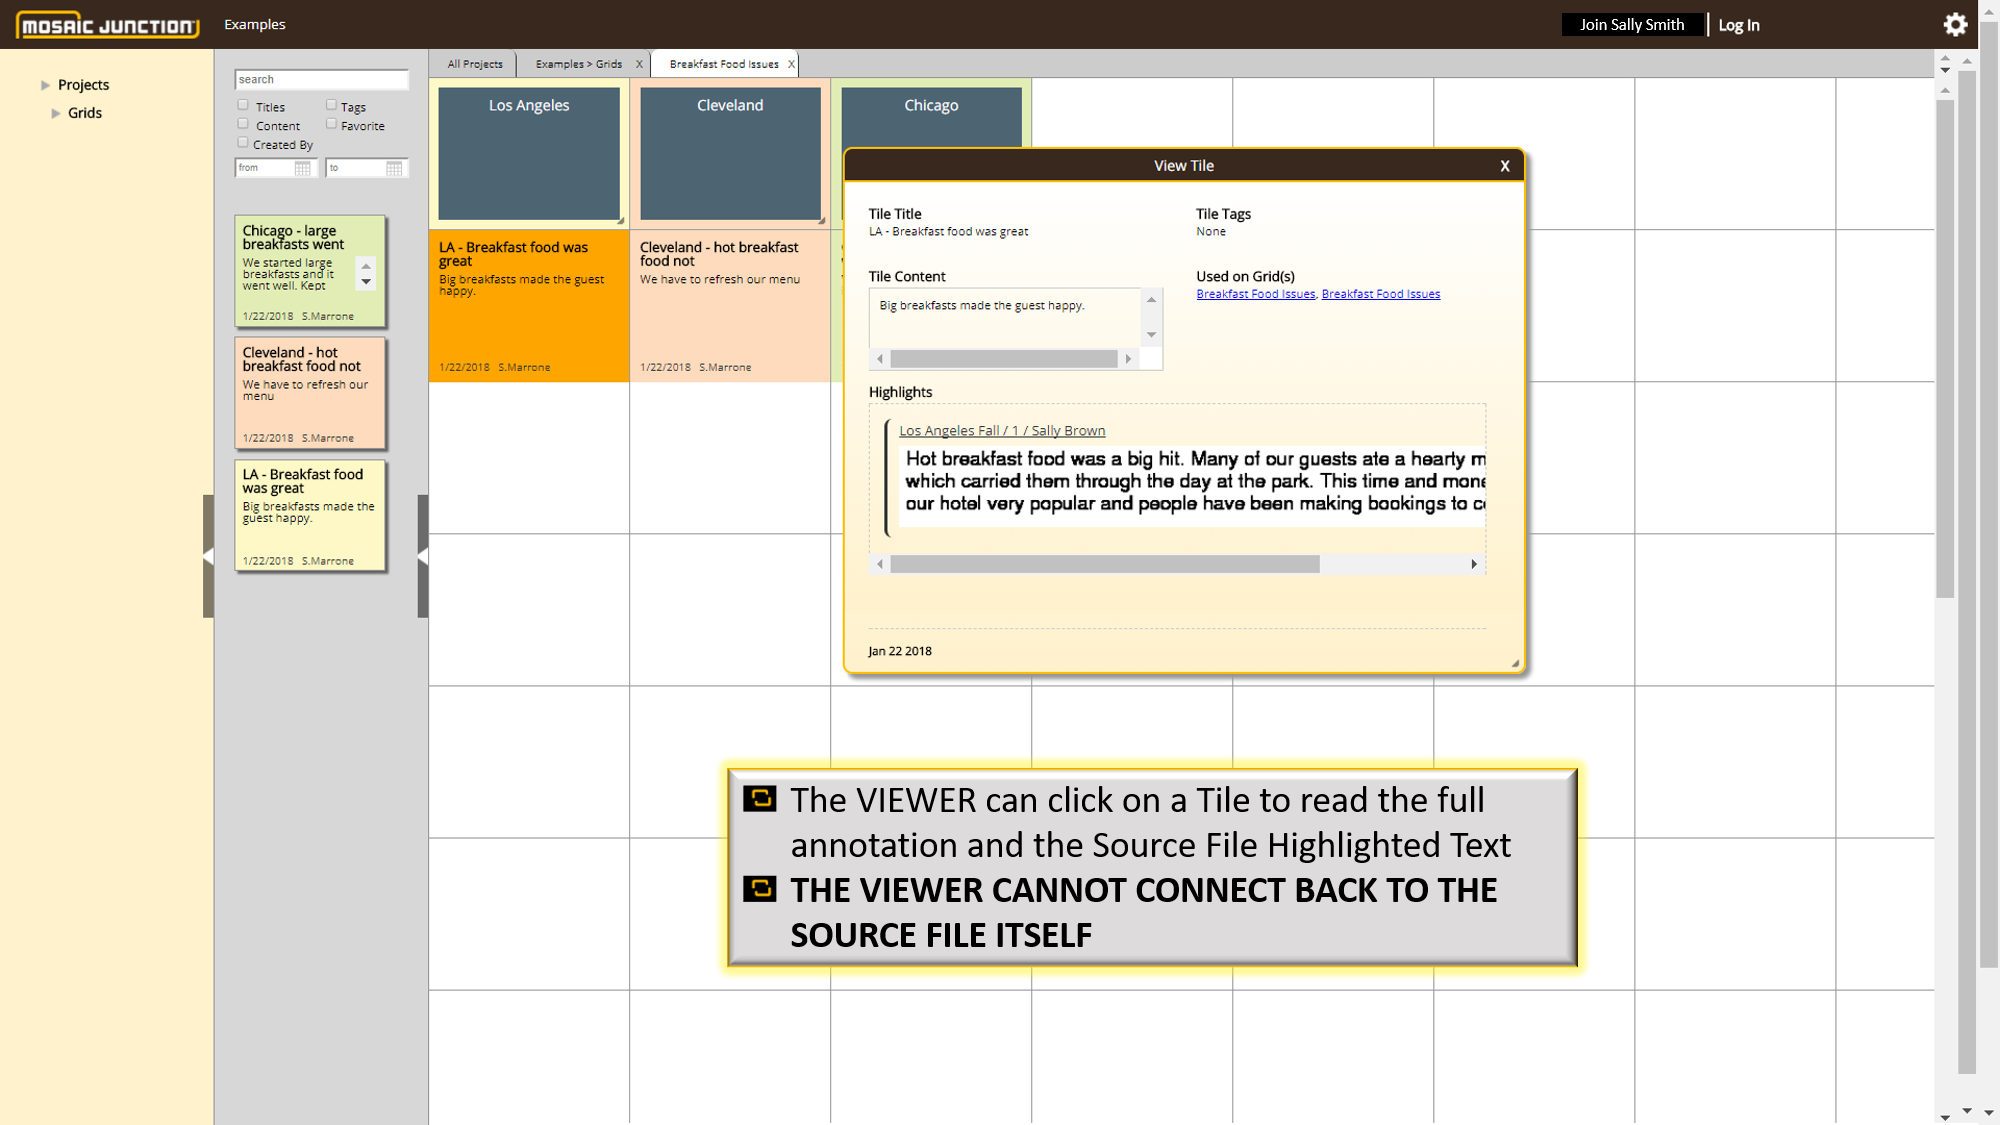 MOSAIC JUNCTION
Examples
Join Sally Smith
Log In
Projects
Grids
search
Titles
Tags
Content
Favorite
Created By
from
to
Chicago - large
breakfasts went
We started large
breakfasts and it
went well. Kept
1/22/2018 S.Marrone
Cleveland - hot
breakfast food not
We have to refresh our
menu
1/22/2018 S.Marrone
LA - Breakfast food
was great
Big breakfasts made the
guest happy.
1/22/2018 S.Marrone
All Projects
Examples > Grids X
Breakfast Food Issues X
Los Angeles
Cleveland
Chicago
LA - Breakfast food was
great
Big breakfasts made the guest
happy.
1/22/2018 S.Marrone
Cleveland - hot breakfast
food not
We have to refresh our menu
1/22/2018 S.Marrone
View Tile
X
Tile Title
LA - Breakfast food was great
Tile Tags
None
Tile Content
Big breakfasts made the guest happy.
Used on Grid(s)
Breakfast Food Issues, Breakfast Food Issues
Highlights
Los Angeles Fall / 1 / Sally Brown
Hot breakfast food was a big hit. Many of our guests ate a hearty m
which carried them through the day at the park. This time and mone
our hotel very popular and people have been making bookings to c
Jan 22 2018
The VIEWER can click on a Tile to read the full
annotation and the Source File Highlighted Text
THE VIEWER CANNOT CONNECT BACK TO THE
SOURCE FILE ITSELF